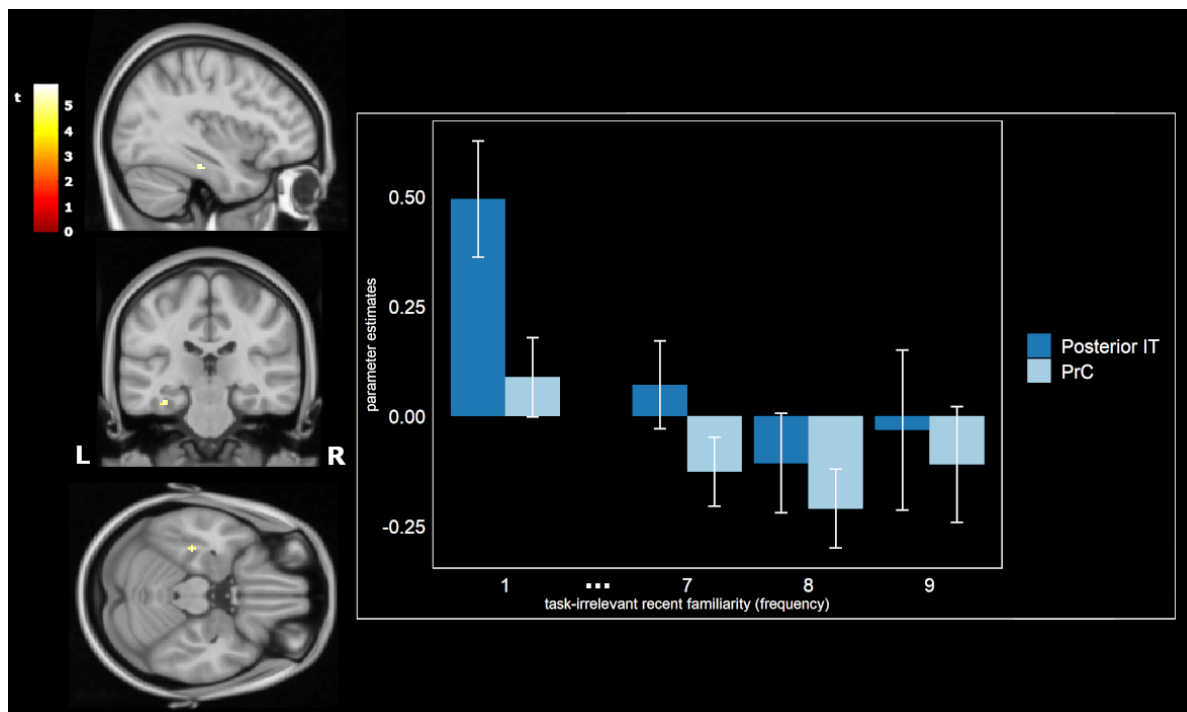 t
5
4
3
2
1
0
L
R
parameter estimates
0.50
0.25
0.00
-0.25
1 ... 7 8 9
task-irrelevant recent familiarity (frequency)
Posterior IT
PrC